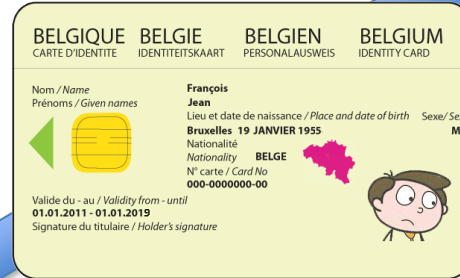 BELGIQUE BELGIE BELGIEN BELGIUM
CARTE D'IDENTITE IDENTITEITSKAART PERSONALAUSWEIS IDENTITY CARD
Nom / Name François
Prénoms / Given names Jean
Lieu et date de naissance / Place and date of birth Sexe/
Bruxelles 19 JANVIER 1955 M
Nationalité
Nationality BELGE
N° carte / Card No
000-0000000-00
Valide du - au / Validity from - until
01.01.2011 - 01.01.2019
Signature du titulaire / Holder's signature